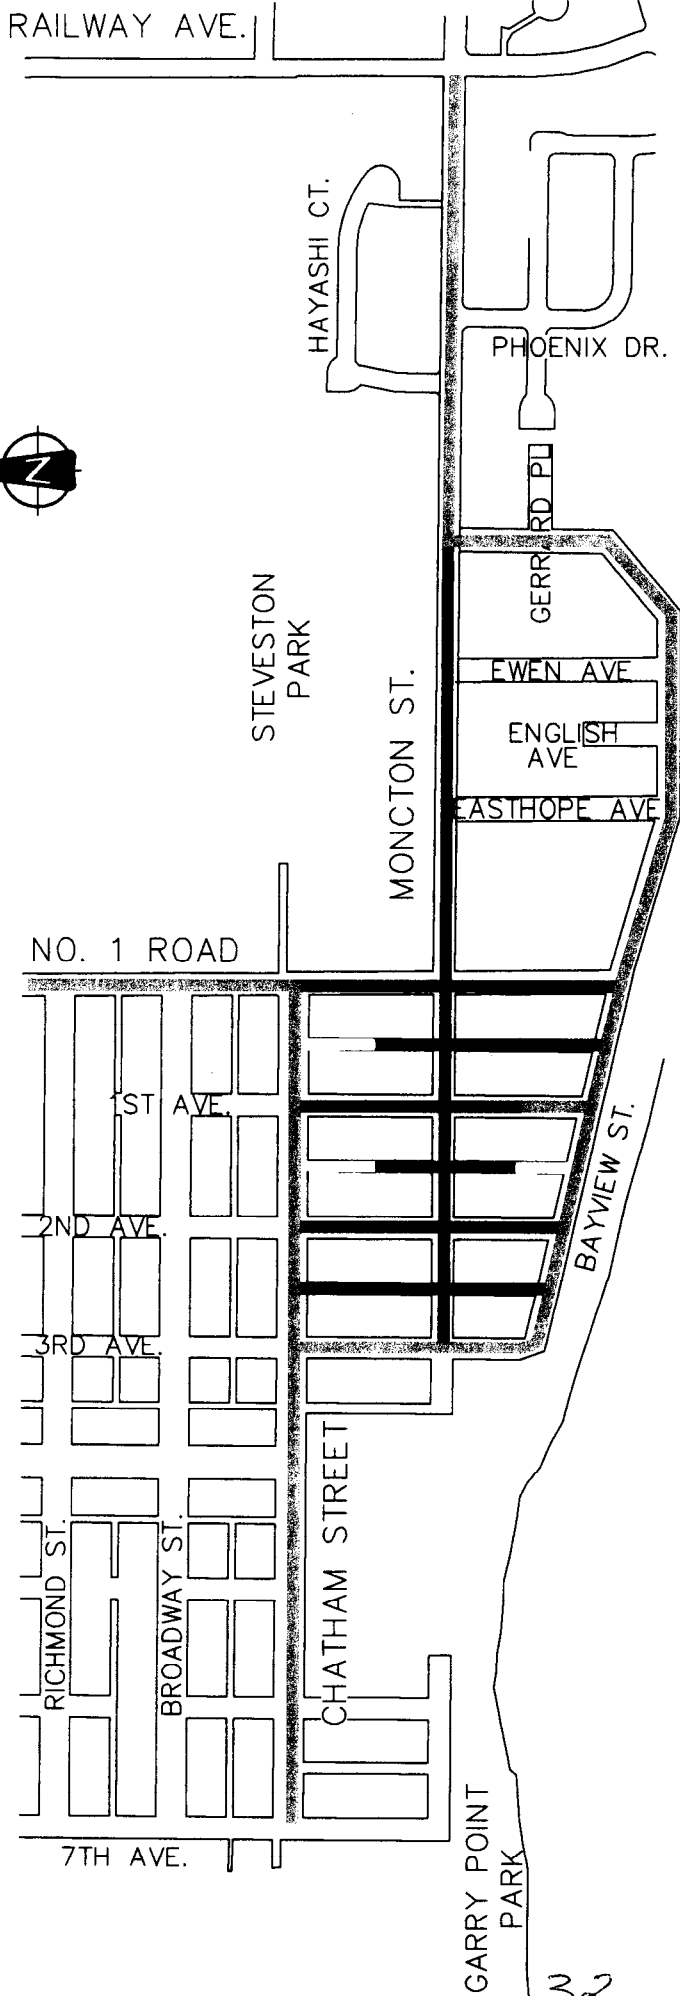 RAILWAY AVE.
HAYASHI CT.
PHOENIX DR.
N
GERRARD PL
STEVESTON
PARK
MONCTON ST.
EWEN AVE
ENGLISH
AVE
EASTHOPE AVE
NO. 1 ROAD
1ST AVE.
BAYVIEW ST.
2ND AVE.
3RD AVE.
CHATHAM STREET
RICHMOND ST.
BROADWAY ST.
7TH AVE.
GARRY POINT
PARK
32